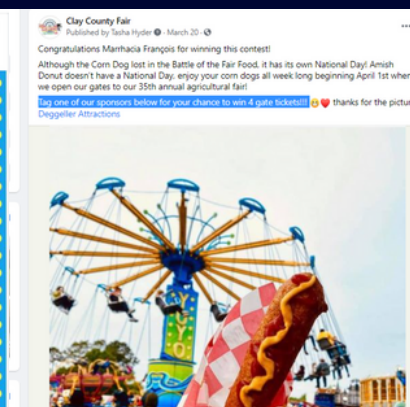 Clay County Fair
Published by Tasha Hyder · March 20 ·
Congratulations Marrhacia François for winning this contest!
Although the Corn Dog lost in the Battle of the Fair Food, it has its own National Day! Amish
Donut doesn't have a National Day, enjoy your corn dogs all week long beginning April 1st when
we open our gates to our 35th annual agricultural fair!
Tag one of our sponsors below for your chance to win 4 gate tickets!!! 🥹❤️ thanks for the pictur
Deggeller Attractions
YOYO